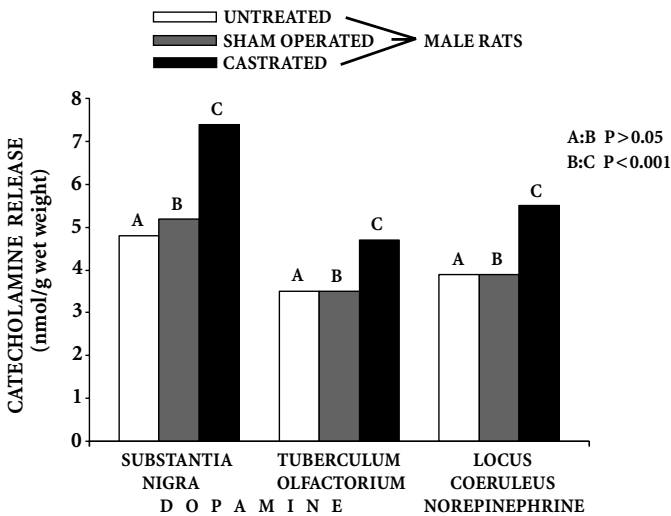 UNTREATED
SHAM OPERATED
CASTRATED
MALE RATS
CATECHOLAMINE RELEASE
(nmol/g wet weight)
8
7
6
5
4
3
2
1
0
A B C
A B C
A B C
A:B P>0.05
B:C P<0.001
SUBSTANTIA
NIGRA
TUBERCULUM
OLFACTORIUM
D O P A M I N E
LOCUS
COERULEUS
NOREPINEPHRINE